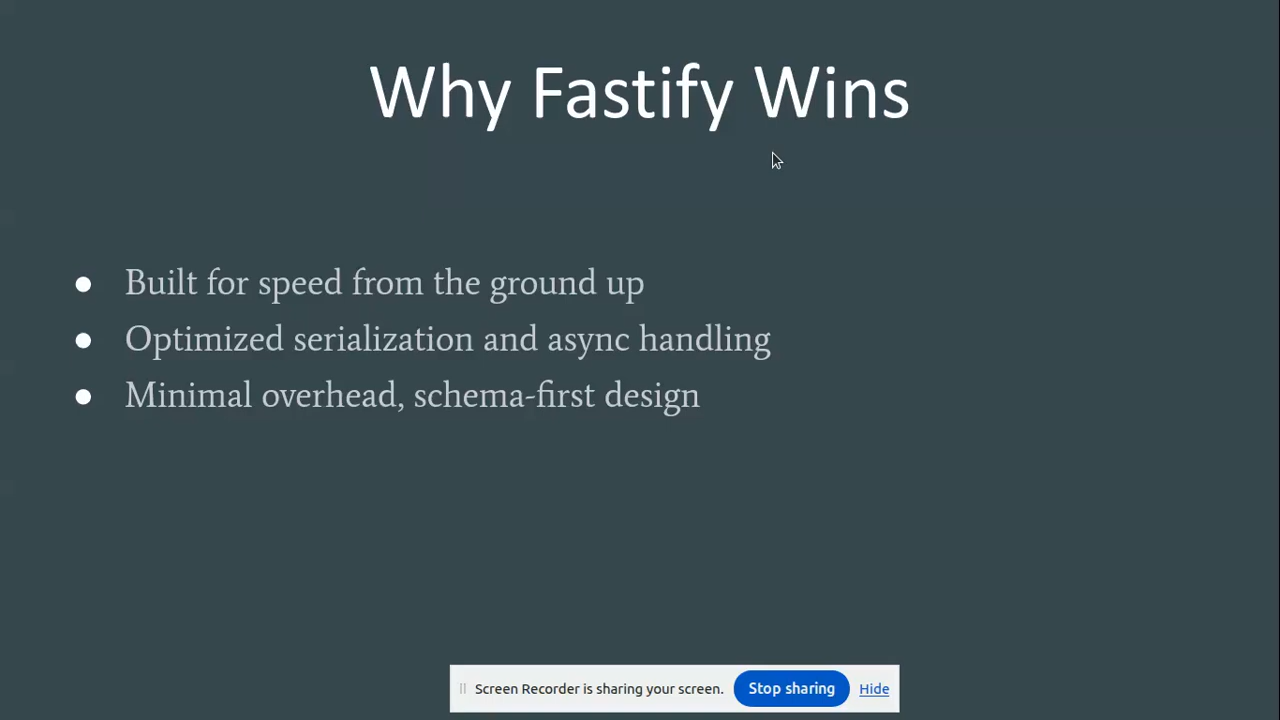 Why Fastify Wins
● Built for speed from the ground up
● Optimized serialization and async handling
● Minimal overhead, schema-first design
Screen Recorder is sharing your screen. Stop sharing Hide